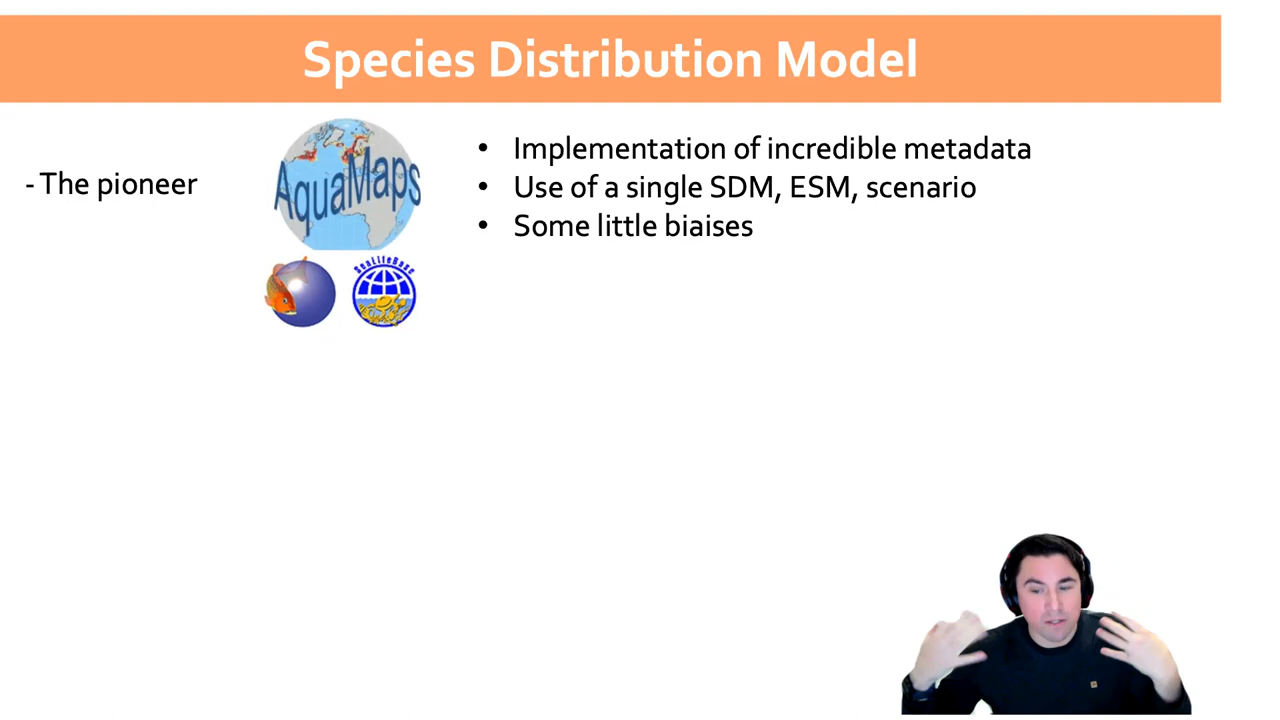 Species Distribution Model
- The pioneer
AquaMaps
SeaLifeBase
• Implementation of incredible metadata
• Use of a single SDM, ESM, scenario
• Some little biaises